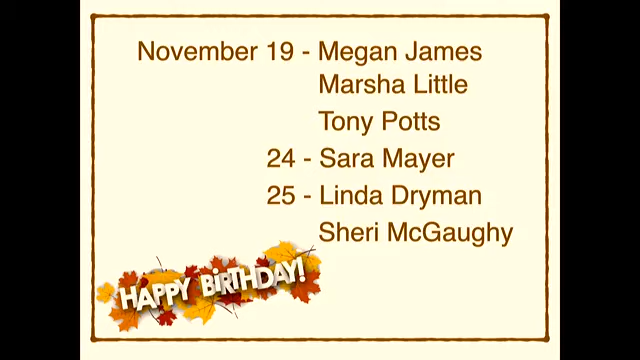 November 19 - Megan James
Marsha Little
Tony Potts
24 - Sara Mayer
25 - Linda Dryman
Sheri McGaughy
HAPPY BiRTHDAY!